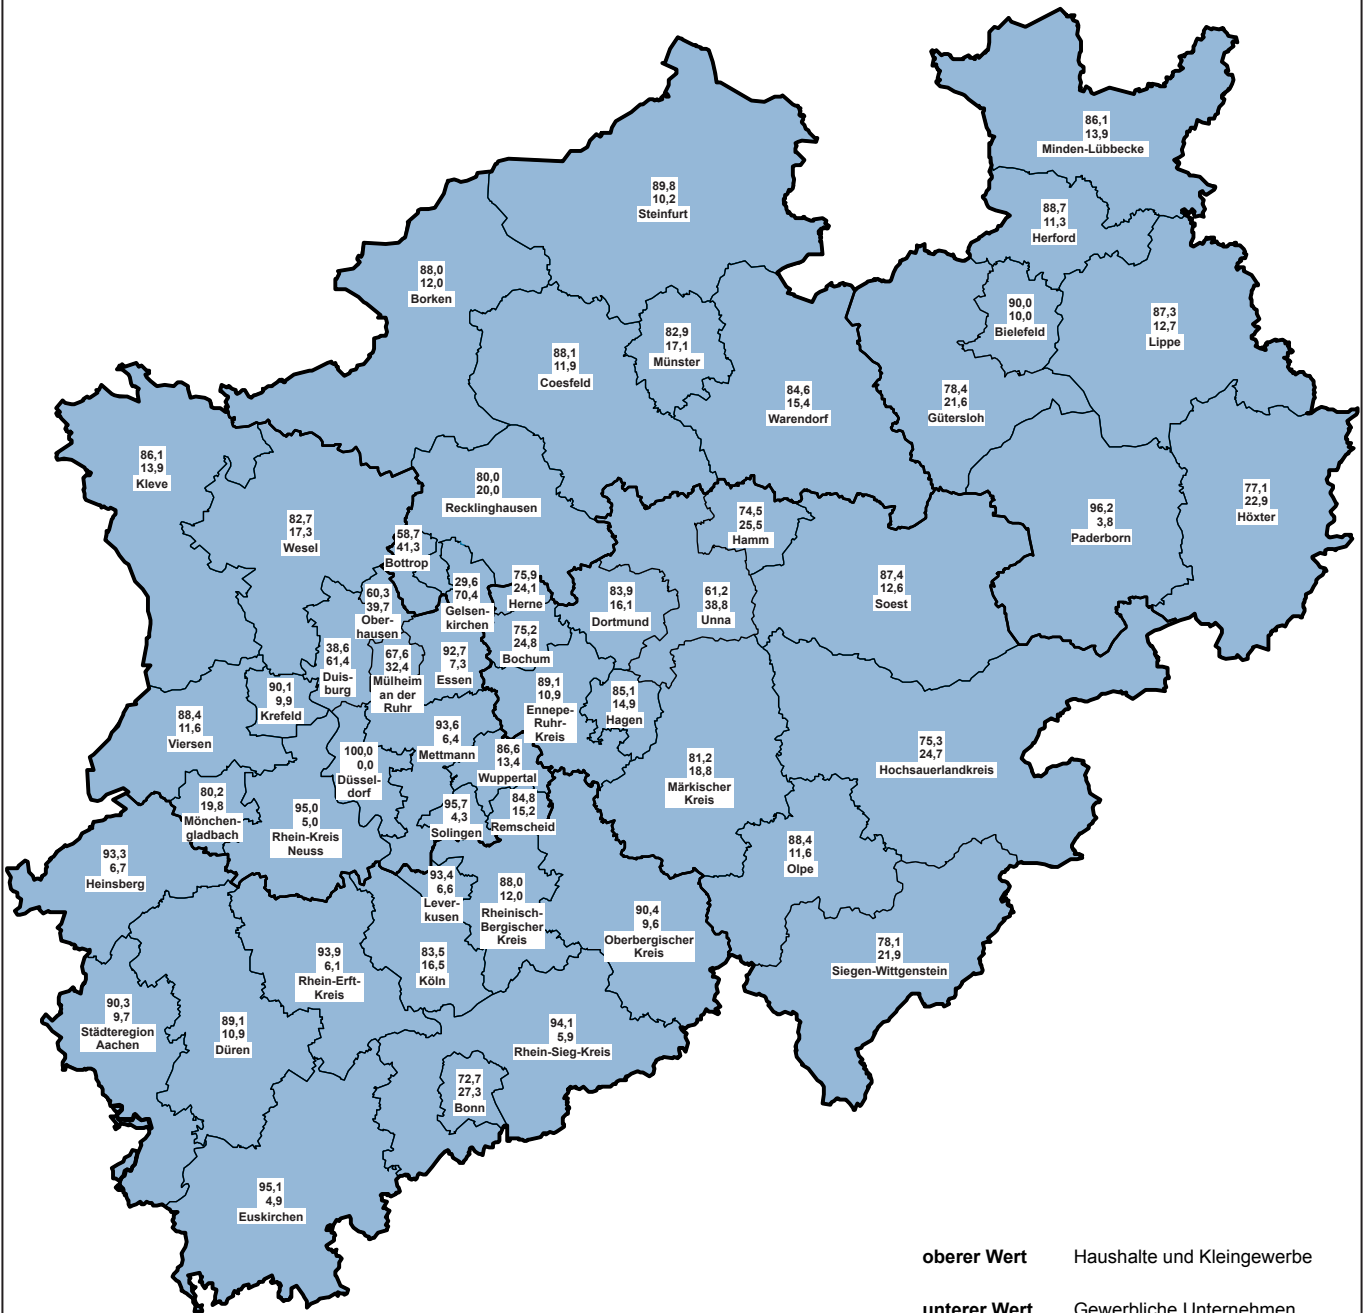 86,1
13,9
Minden-Lübbecke
89,8
10,2
Steinfurt
88,7
11,3
Herford
88,0
12,0
Borken
90,0
10,0
Bielefeld
87,3
12,7
Lippe
82,9
17,1
Münster
88,1
11,9
Coesfeld
84,6
15,4
Warendorf
78,4
21,6
Gütersloh
86,1
13,9
Kleve
80,0
20,0
Recklinghausen
77,1
22,9
Höxter
74,5
25,5
Hamm
96,2
3,8
Paderborn
82,7
17,3
Wesel
58,7
41,3
Bottrop
29,6
70,4
Gelsen-
kirchen
75,9
24,1
Herne
83,9
16,1
Dortmund
61,2
38,8
Unna
87,4
12,6
Soest
60,3
39,7
Ober-
hausen
75,2
24,8
Bochum
38,6
61,4
Duis-
burg
67,6
32,4
Mülheim
an der
Ruhr
92,7
7,3
Essen
90,1
9,9
Krefeld
89,1
10,9
Ennepe-
Ruhr-
Kreis
85,1
14,9
Hagen
88,4
11,6
Viersen
93,6
6,4
Mettmann
75,3
24,7
Hochsauerlandkreis
100,0
0,0
Düssel-
dorf
86,6
13,4
Wuppertal
81,2
18,8
Märkischer
Kreis
80,2
19,8
Mönchen-
gladbach
95,0
5,0
Rhein-Kreis
Neuss
95,7
4,3
Solingen
84,8
15,2
Remscheid
93,3
6,7
Heinsberg
88,4
11,6
Olpe
93,4
6,6
Lever-
kusen
88,0
12,0
Rheinisch-
Bergischer
Kreis
90,4
9,6
Oberbergischer
Kreis
93,9
6,1
Rhein-Erft-
Kreis
83,5
16,5
Köln
78,1
21,9
Siegen-Wittgenstein
90,3
9,7
Städteregion
Aachen
89,1
10,9
Düren
94,1
5,9
Rhein-Sieg-Kreis
72,7
27,3
Bonn
95,1
4,9
Euskirchen
oberer Wert Haushalte und Kleingewerbe
unterer Wert Gewerbliche Unternehmen